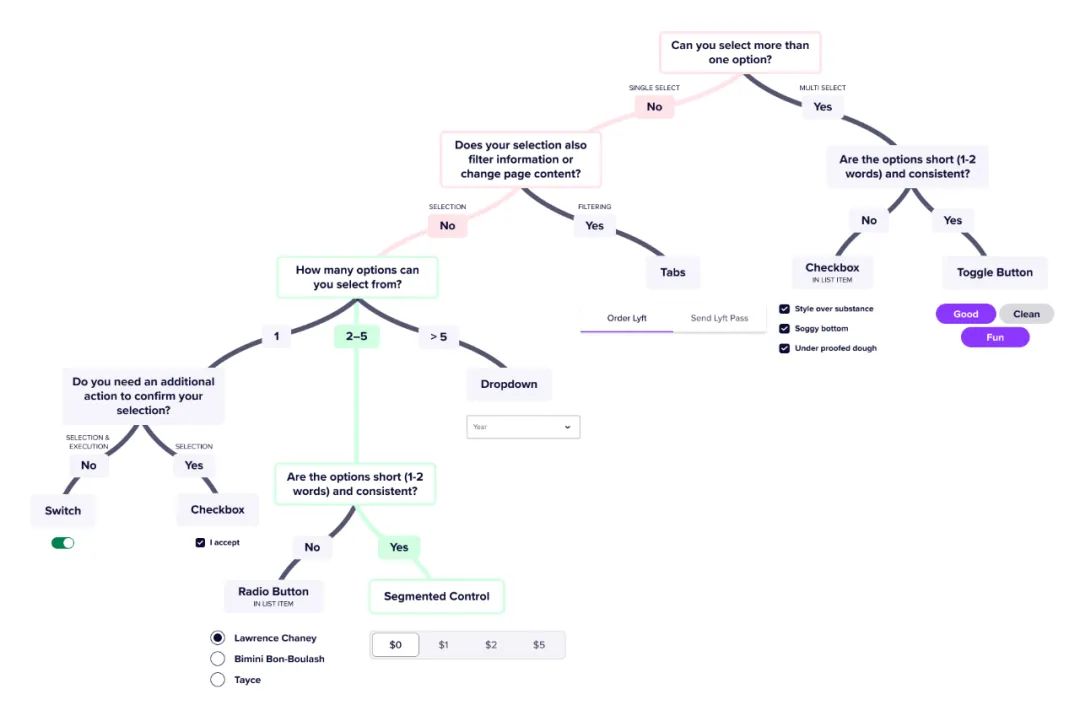 Can you select more than
one option?
SINGLE SELECT
MULTI SELECT
No
Yes
Does your selection also
filter information or
change page content?
Are the options short (1-2
words) and consistent?
SELECTION
FILTERING
No
Yes
No
Yes
How many options can
you select from?
Tabs
Checkbox
IN LIST ITEM
Toggle Button
Order Lyft
Send Lyft Pass
Style over substance
Soggy bottom
Under proofed dough
Good
Clean
Fun
1
2–5
> 5
Do you need an additional
action to confirm your
selection?
Dropdown
Year
SELECTION &
EXECUTION
SELECTION
No
Yes
Are the options short (1-2
words) and consistent?
Switch
Checkbox
I accept
No
Yes
Radio Button
IN LIST ITEM
Segmented Control
Lawrence Chaney
Bimini Bon-Boulash
Tayce
$0
$1
$2
$5